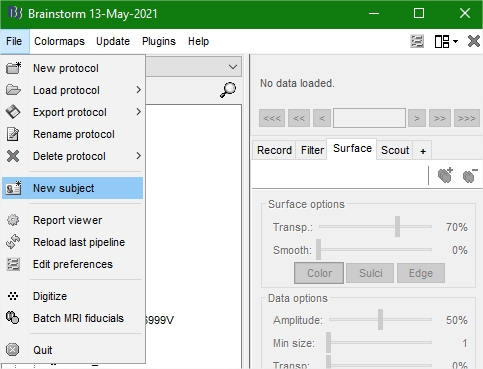 Brainstorm 13-May-2021
File Colormaps Update Plugins Help
New protocol
Load protocol >
Export protocol >
Rename protocol
Delete protocol >
New subject
Report viewer
Reload last pipeline
Edit preferences
Digitize
Batch MRI fiducials
Quit
6999V
No data loaded.
<<< << < > >> >>>
Record Filter Surface Scout +
Surface options
Transp.: 70%
Smooth: 0%
Color Sulci Edge
Data options
Amplitude: 50%
Min size: 1
Transp: 0%